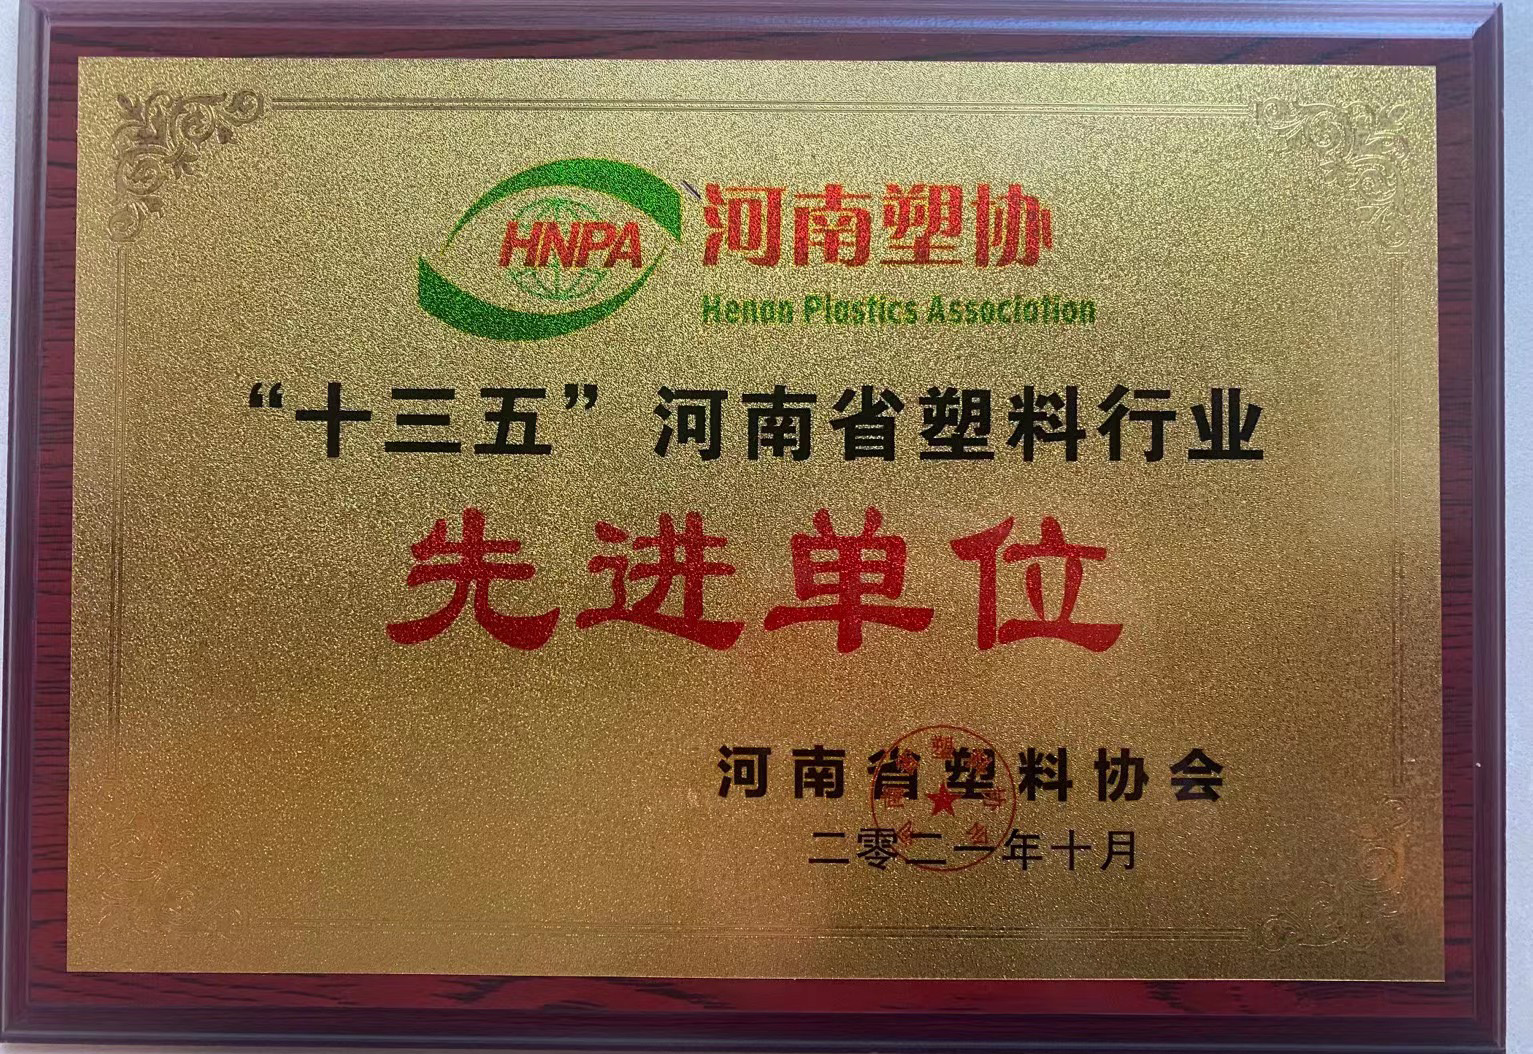 HNPA
河南塑协
Henan Plastics Association
“十三五”河南省塑料行业
先进单位
河南省塑料协会
二零二一年十月